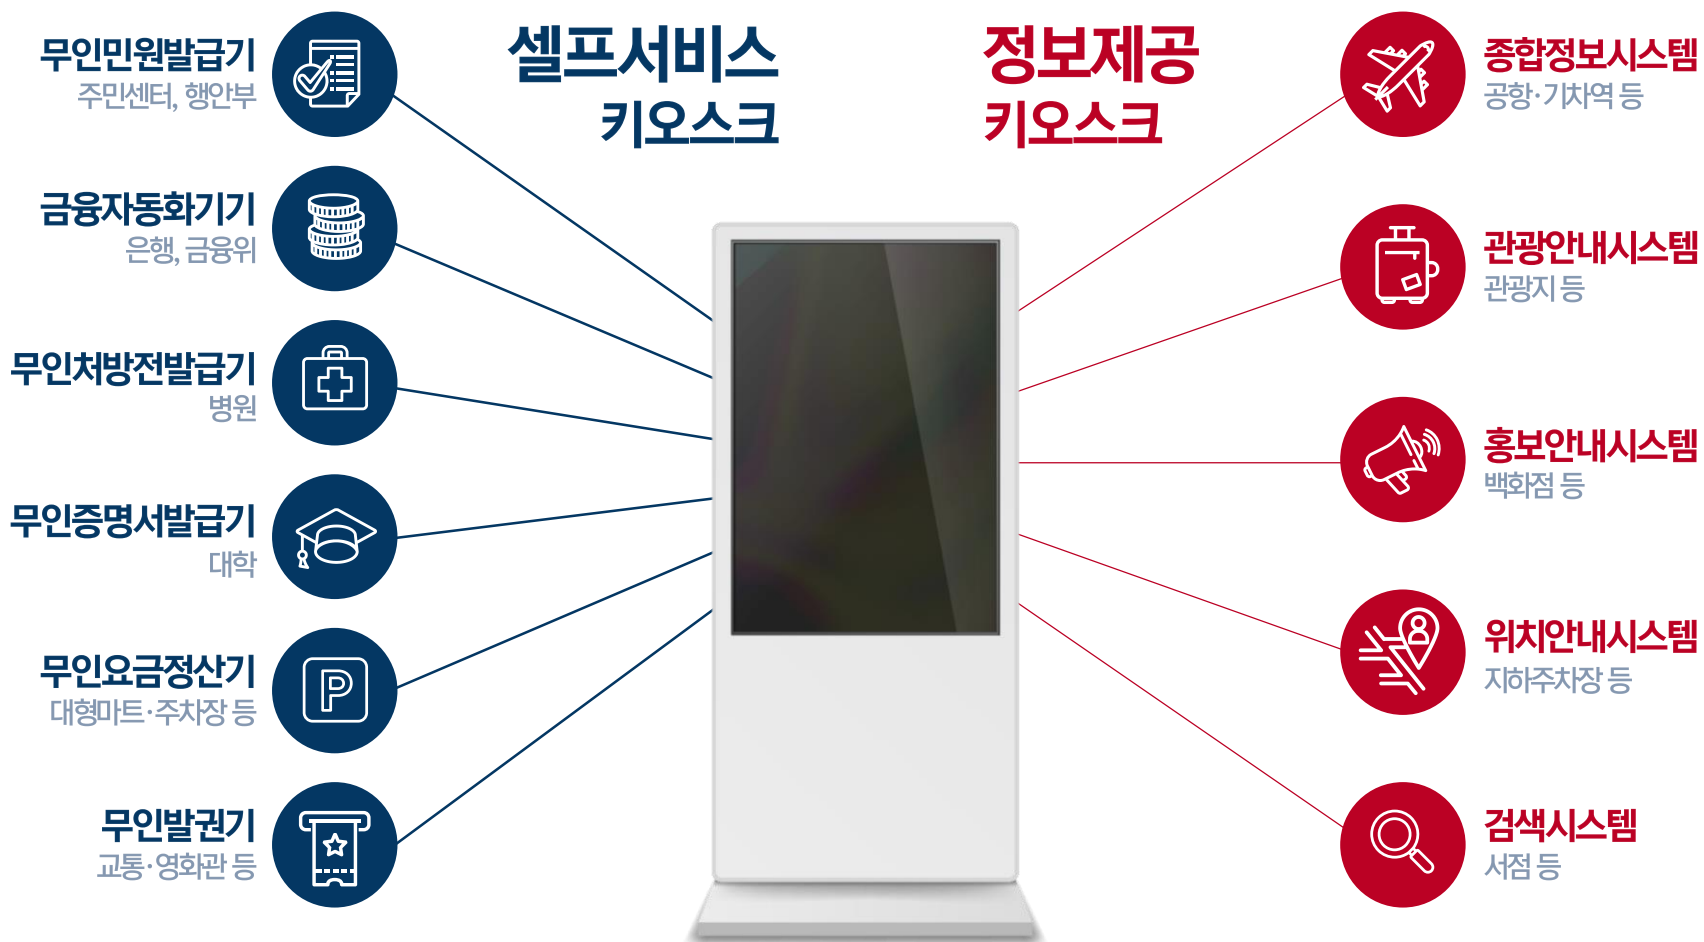 셀프서비스
키오스크
무인민원발급기
주민센터, 행안부
금융자동화기기
은행, 금융위
무인처방전발급기
병원
무인증명서발급기
대학
무인요금정산기
대형마트·주차장 등
무인발권기
교통·영화관 등
정보제공
키오스크
종합정보시스템
공항·기차역 등
관광안내시스템
관광지 등
홍보안내시스템
백화점 등
위치안내시스템
지하주차장 등
검색시스템
서점 등
P